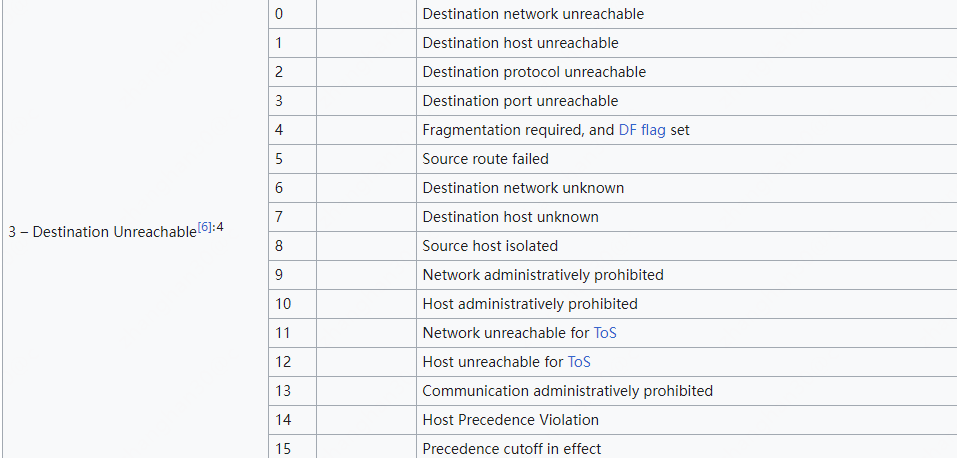 0 Destination network unreachable
1 Destination host unreachable
2 Destination protocol unreachable
3 Destination port unreachable
4 Fragmentation required, and DF flag set
5 Source route failed
6 Destination network unknown
7 Destination host unknown
3 – Destination Unreachable[6]:4
8 Source host isolated
9 Network administratively prohibited
10 Host administratively prohibited
11 Network unreachable for ToS
12 Host unreachable for ToS
13 Communication administratively prohibited
14 Host Precedence Violation
15 Precedence cutoff in effect